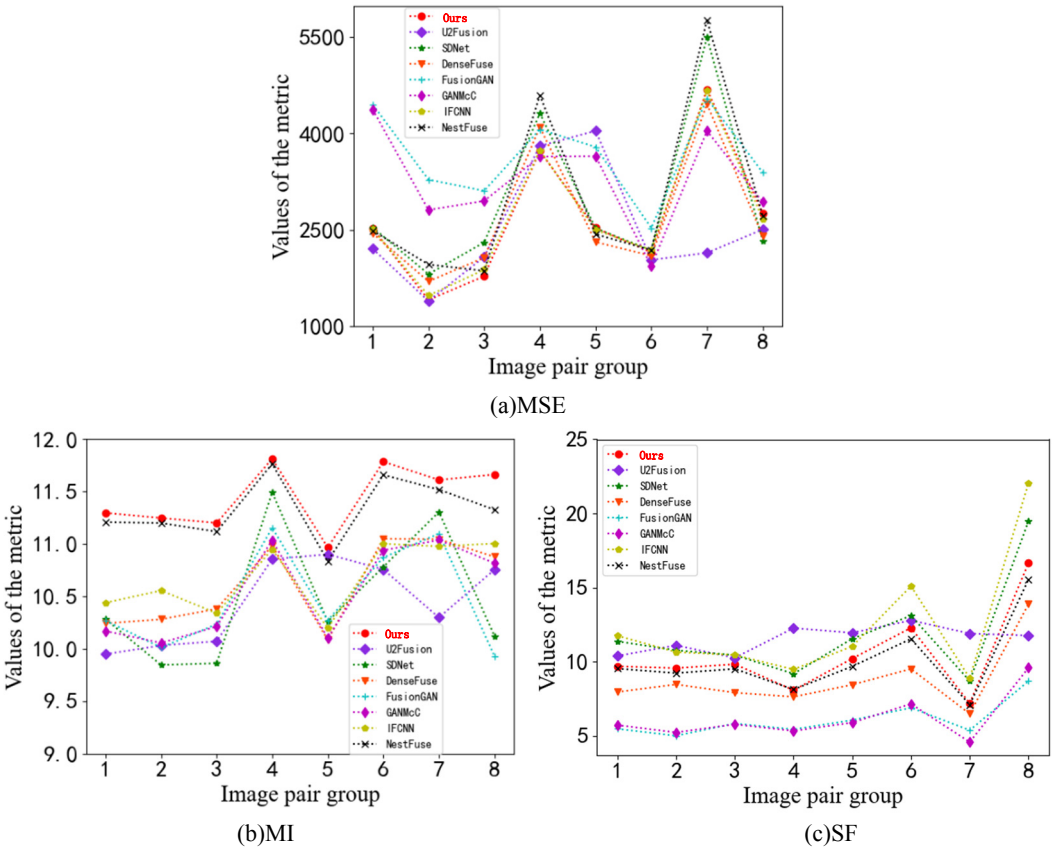 Values of the metric
5500
4000
2500
1000
Ours
U2Fusion
SDNet
DenseFuse
FusionGAN
GANMcC
IFCNN
NestFuse
1 2 3 4 5 6 7 8
Image pair group
(a)MSE
Values of the metric
12.0
11.5
11.0
10.5
10.0
9.5
9.0
Ours
U2Fusion
SDNet
DenseFuse
FusionGAN
GANMcC
IFCNN
NestFuse
1 2 3 4 5 6 7 8
Image pair group
(b)MI
Values of the metric
25
20
15
10
5
Ours
U2Fusion
SDNet
DenseFuse
FusionGAN
GANMcC
IFCNN
NestFuse
1 2 3 4 5 6 7 8
Image pair group
(c)SF